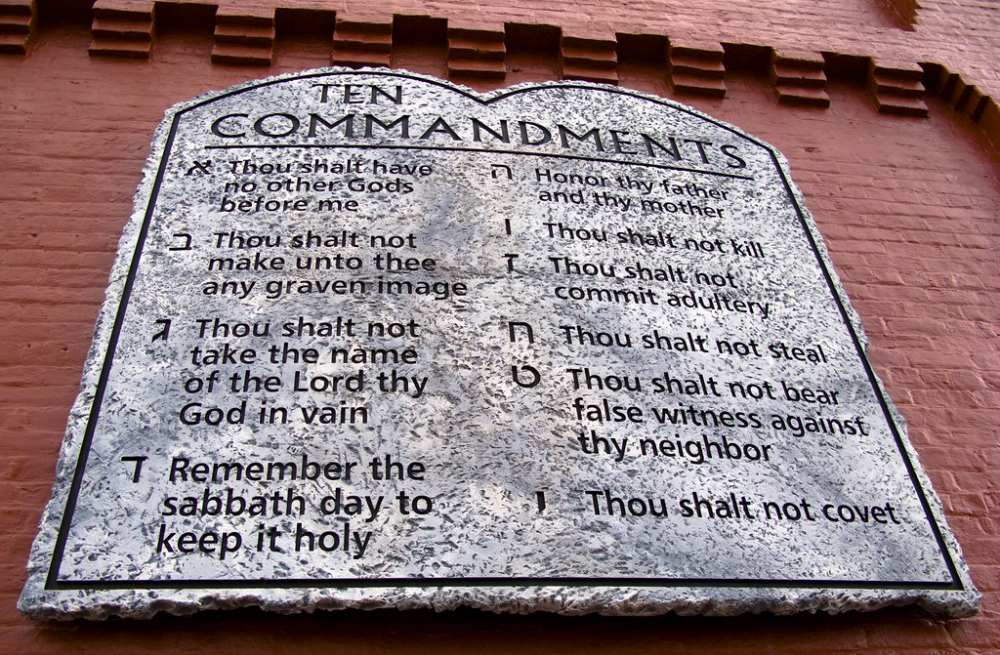 TEN
COMMANDMENTS
א Thou shalt have
no other Gods
before me
ב Thou shalt not
make unto thee
any graven image
ג Thou shalt not
take the name
of the Lord thy
God in vain
ד Remember the
sabbath day to
keep it holy
ה Honor thy father
and thy mother
ו Thou shalt not kill
ז Thou shalt not
commit adultery
ח Thou shalt not steal
ט Thou shalt not bear
false witness against
thy neighbor
י Thou shalt not covet